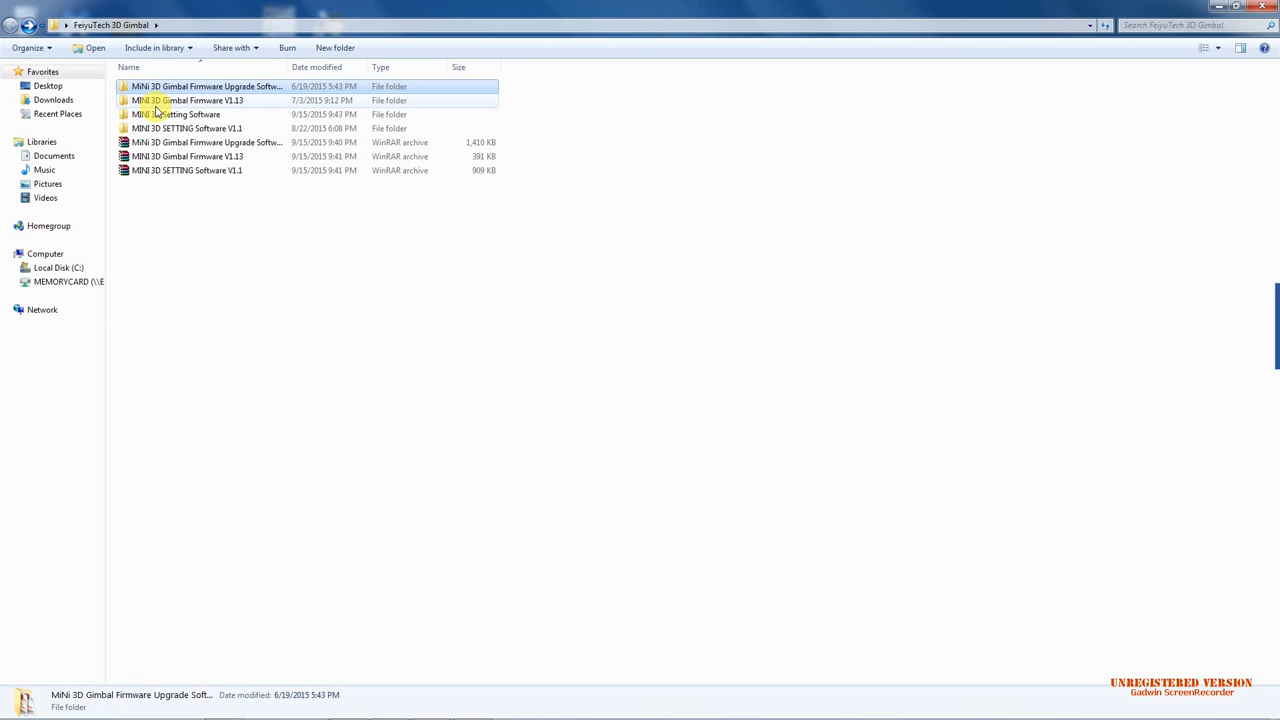 FeiyuTech 3D Gimbal
Search FeiyuTech 3D Gimbal
Organize Open Include in library Share with Burn New folder
Name Date modified Type Size
Favorites
Desktop
Downloads
Recent Places
Libraries
Documents
Music
Pictures
Videos
Homegroup
Computer
Local Disk (C:)
MEMORYCARD (\\E
Network
MiNi 3D Gimbal Firmware Upgrade Softw... 6/19/2015 5:43 PM File folder
MINI 3D Gimbal Firmware V1.13 7/3/2015 9:12 PM File folder
MINI 3D Setting Software 9/15/2015 9:43 PM File folder
MINI 3D SETTING Software V1.1 8/22/2015 6:08 PM File folder
MiNi 3D Gimbal Firmware Upgrade Softw... 9/15/2015 9:40 PM WinRAR archive 1,410 KB
MINI 3D Gimbal Firmware V1.13 9/15/2015 9:41 PM WinRAR archive 391 KB
MINI 3D SETTING Software V1.1 9/15/2015 9:41 PM WinRAR archive 909 KB
MiNi 3D Gimbal Firmware Upgrade Soft... Date modified: 6/19/2015 5:43 PM
File folder
UNREGISTERED VERSION
Gadwin ScreenRecorder